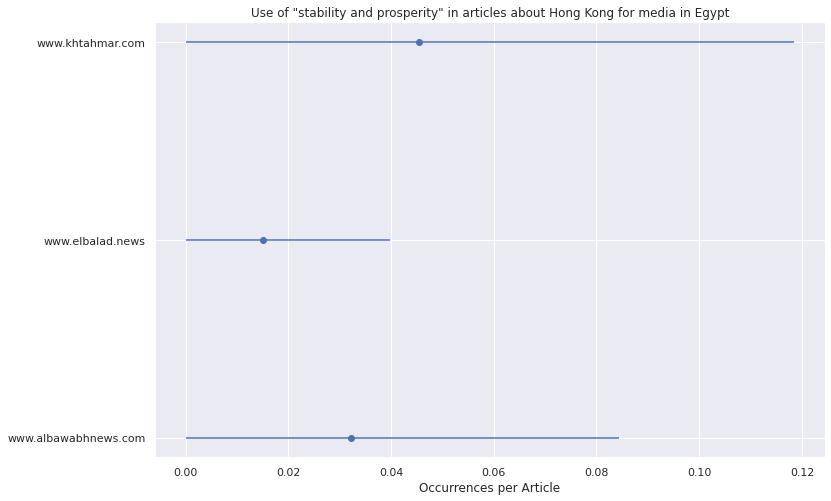 Use of "stability and prosperity" in articles about Hong Kong for media in Egypt
www.khtahmar.com
www.elbalad.news
www.albawabhnews.com
0.00 0.02 0.04 0.06 0.08 0.10 0.12
Occurrences per Article